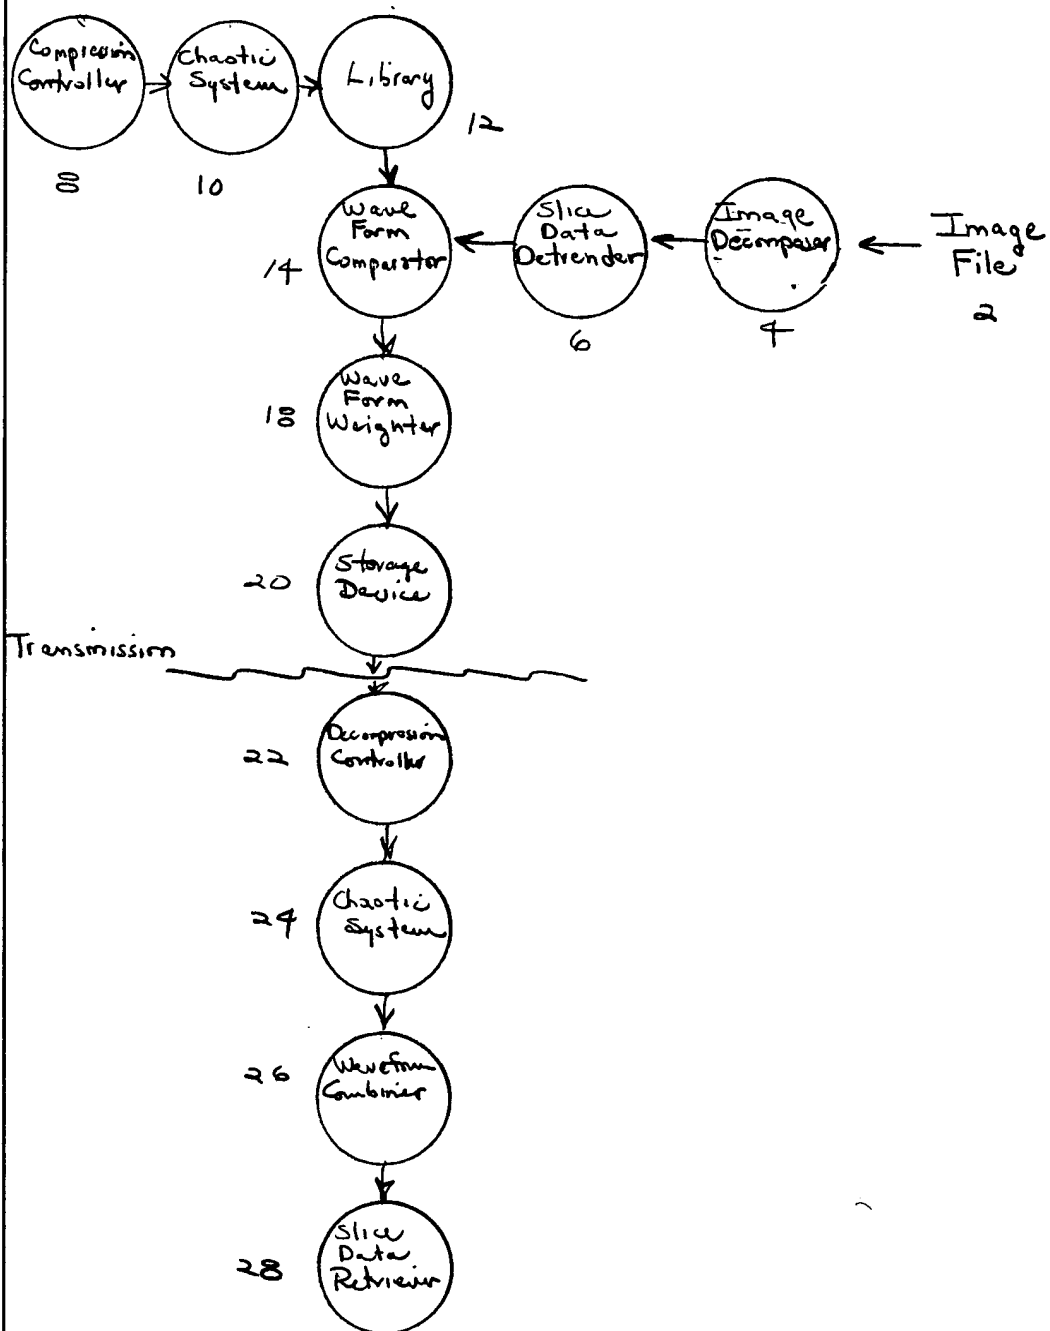 Compression
Controller
8
Chaotic
System
10
Library
12
Wave
Form
Comparator
14
Slice
Data
Detrender
6
Image
Decomposer
4
Image
File
2
Wave
Form
Weighter
18
Storage
Device
20
Transmission
Decompression
Controller
22
Chaotic
System
24
Waveform
Combiner
26
Slice
Data
Retriever
28